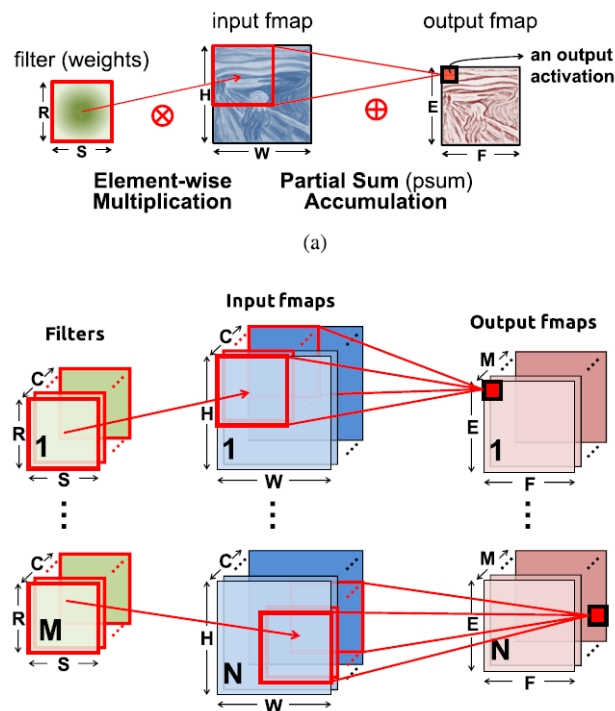 input fmap
output fmap
filter (weights)
an output
activation
R
S
H
W
E
F
Element-wise
Multiplication
Partial Sum (psum)
Accumulation
(a)
Input fmaps
Filters
Output fmaps
C
R
1
S
C
H
1
W
M
E
1
F
C
R
M
S
C
H
N
W
M
E
N
F